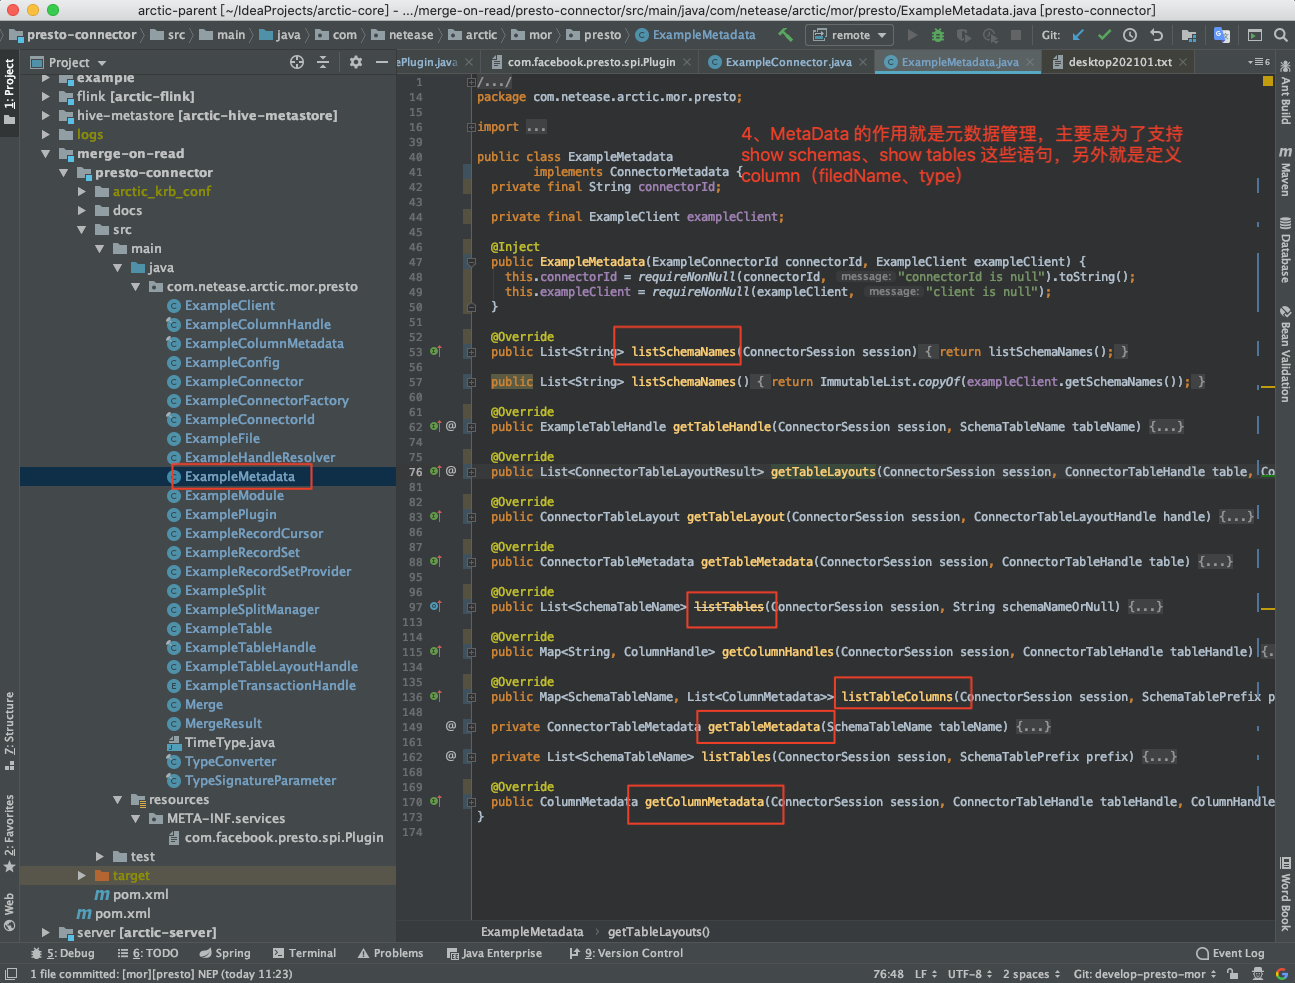 arctic-parent [~/IdeaProjects/arctic-core] - .../merge-on-read/presto-connector/src/main/java/com/netease/arctic/mor/presto/ExampleMetadata.java [presto-connector]
presto-connector src main java com netease arctic mor presto ExampleMetadata remote Git:
Project
ePlugin.java com.facebook.presto.spi.Plugin ExampleConnector.java ExampleMetadata.java desktop202101.txt 6
1: Project
Z: Structure
2: Favorites
Web
example
flink [arctic-flink]
hive-metastore [arctic-hive-metastore]
logs
merge-on-read
presto-connector
arctic_krb_conf
docs
src
main
java
com.netease.arctic.mor.presto
ExampleClient
ExampleColumnHandle
ExampleColumnMetadata
ExampleConfig
ExampleConnector
ExampleConnectorFactory
ExampleConnectorId
ExampleFile
ExampleHandleResolver
ExampleMetadata
ExampleModule
ExamplePlugin
ExampleRecordCursor
ExampleRecordSet
ExampleRecordSetProvider
ExampleSplit
ExampleSplitManager
ExampleTable
ExampleTableHandle
ExampleTableLayoutHandle
ExampleTransactionHandle
Merge
MergeResult
TimeType.java
TypeConverter
TypeSignatureParameter
resources
META-INF.services
com.facebook.presto.spi.Plugin
test
target
pom.xml
pom.xml
server [arctic-server]
1 /.../
14 package com.netease.arctic.mor.presto;
15
16 import ...
39
40 public class ExampleMetadata
41 implements ConnectorMetadata {
42 private final String connectorId;
43
44 private final ExampleClient exampleClient;
45
46 @Inject
47 public ExampleMetadata(ExampleConnectorId connectorId, ExampleClient exampleClient) {
48 this.connectorId = requireNonNull(connectorId, message: "connectorId is null").toString();
49 this.exampleClient = requireNonNull(exampleClient, message: "client is null");
50 }
51
52 @Override
53 public List<String> listSchemaNames(ConnectorSession session) { return listSchemaNames(); }
56
57 public List<String> listSchemaNames() { return ImmutableList.copyOf(exampleClient.getSchemaNames()); }
60
61 @Override
62 @ public ExampleTableHandle getTableHandle(ConnectorSession session, SchemaTableName tableName) {...}
74
75 @Override
76 @ public List<ConnectorTableLayoutResult> getTableLayouts(ConnectorSession session, ConnectorTableHandle table, Co
81
82 @Override
83 public ConnectorTableLayout getTableLayout(ConnectorSession session, ConnectorTableLayoutHandle handle) {...}
86
87 @Override
88 public ConnectorTableMetadata getTableMetadata(ConnectorSession session, ConnectorTableHandle table) {...}
95
96 @Override
97 public List<SchemaTableName> listTables(ConnectorSession session, String schemaNameOrNull) {...}
113
114 @Override
115 public Map<String, ColumnHandle> getColumnHandles(ConnectorSession session, ConnectorTableHandle tableHandle) {..
134
135 @Override
136 public Map<SchemaTableName, List<ColumnMetadata>> listTableColumns(ConnectorSession session, SchemaTablePrefix p
148
149 @ private ConnectorTableMetadata getTableMetadata(SchemaTableName tableName) {...}
161
162 @ private List<SchemaTableName> listTables(ConnectorSession session, SchemaTablePrefix prefix) {...}
168
169 @Override
170 public ColumnMetadata getColumnMetadata(ConnectorSession session, ConnectorTableHandle tableHandle, ColumnHandle
173 }
174
4、MetaData 的作用就是元数据管理，主要是为了支持
show schemas、show tables 这些语句，另外就是定义
column（filedName、type）
Ant Build
Maven
Database
Bean Validation
Word Book
ExampleMetadata getTableLayouts()
5: Debug 6: TODO Spring Terminal Problems Java Enterprise 9: Version Control Event Log
1 file committed: [mor][presto] NEP (today 11:23) 76:48 LF UTF-8 2 spaces Git: develop-presto-mor